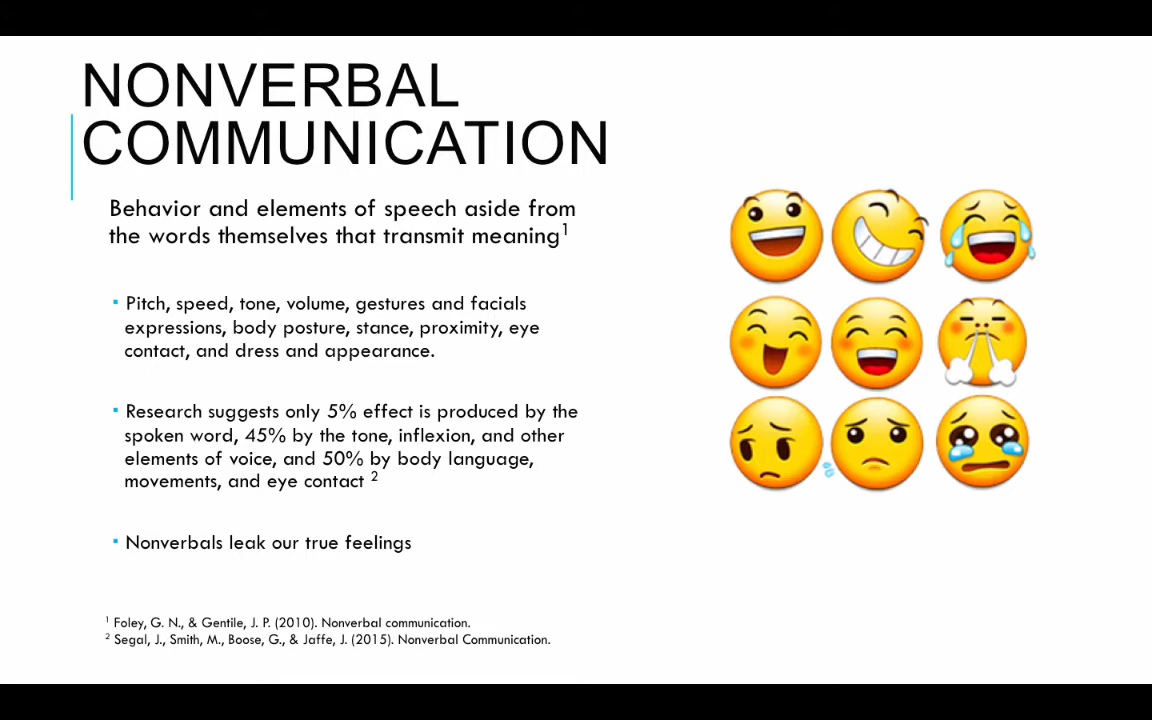 NONVERBAL
COMMUNICATION
Behavior and elements of speech aside from
the words themselves that transmit meaning¹
▪ Pitch, speed, tone, volume, gestures and facials
expressions, body posture, stance, proximity, eye
contact, and dress and appearance.
▪ Research suggests only 5% effect is produced by the
spoken word, 45% by the tone, inflexion, and other
elements of voice, and 50% by body language,
movements, and eye contact ²
▪ Nonverbals leak our true feelings
¹ Foley, G. N., & Gentile, J. P. (2010). Nonverbal communication.
² Segal, J., Smith, M., Boose, G., & Jaffe, J. (2015). Nonverbal Communication.